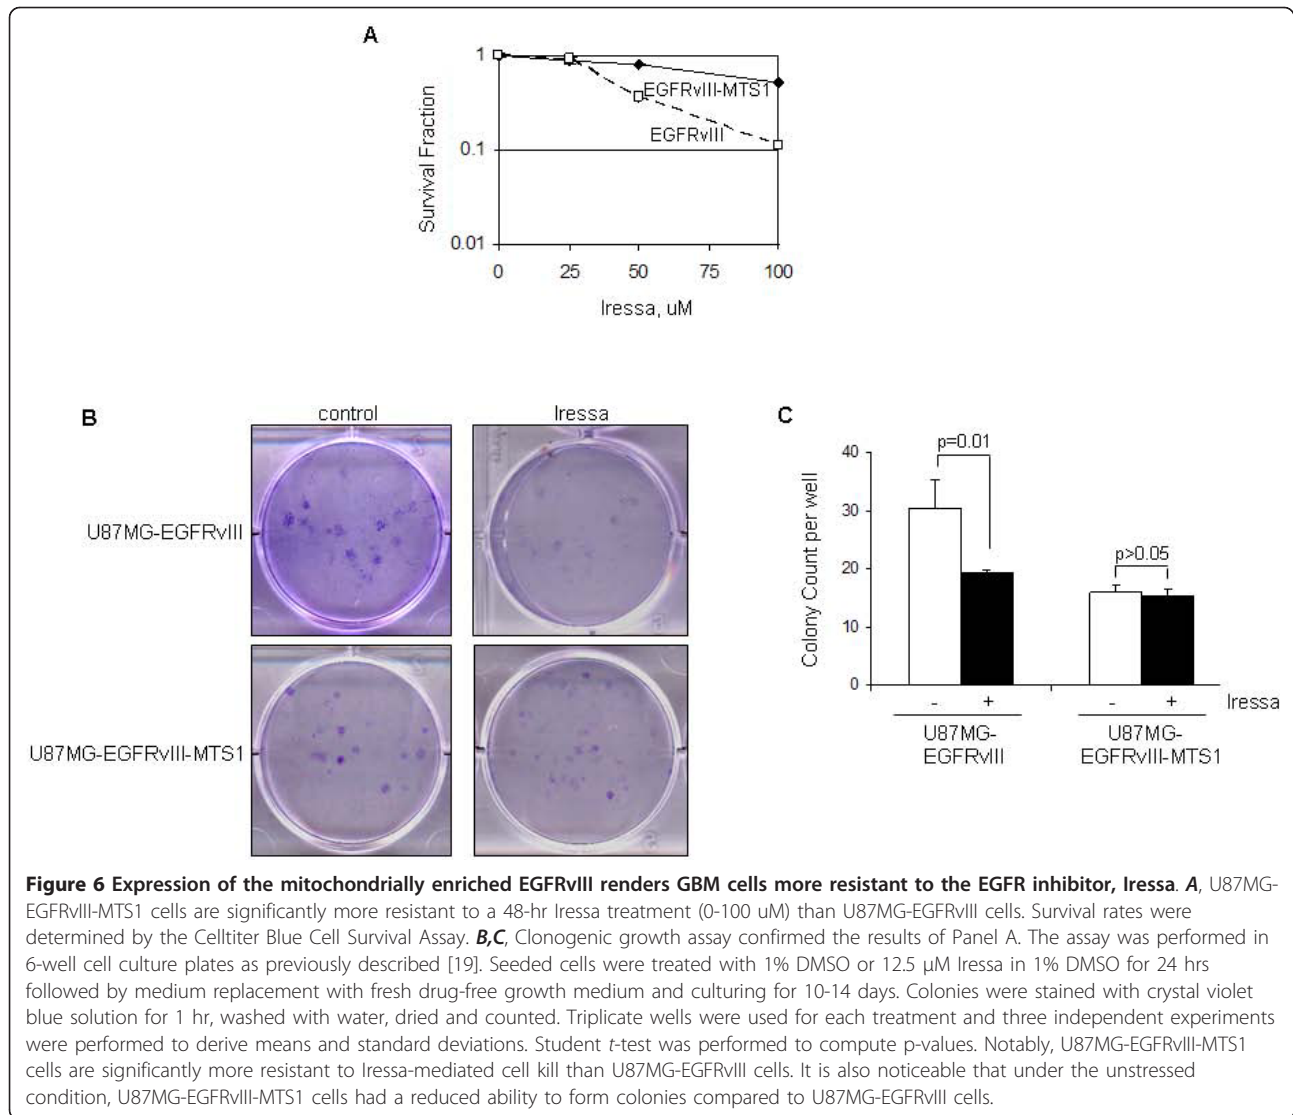 A
1
0.1
0.01
Survival Fraction
EGFRvIII-MTS1
EGFRvIII
0 25 50 75 100
Iressa, uM
B
control Iressa
U87MG-EGFRvIII
U87MG-EGFRvIII-MTS1
C
Colony Count per well
40
30
20
10
0
p=0.01
p>0.05
- + - + Iressa
U87MG- U87MG-
EGFRvIII EGFRvIII-MTS1
Figure 6 Expression of the mitochondrially enriched EGFRvIII renders GBM cells more resistant to the EGFR inhibitor, Iressa. A, U87MG-
EGFRvIII-MTS1 cells are significantly more resistant to a 48-hr Iressa treatment (0-100 uM) than U87MG-EGFRvIII cells. Survival rates were
determined by the Celltiter Blue Cell Survival Assay. B,C, Clonogenic growth assay confirmed the results of Panel A. The assay was performed in
6-well cell culture plates as previously described [19]. Seeded cells were treated with 1% DMSO or 12.5 μM Iressa in 1% DMSO for 24 hrs
followed by medium replacement with fresh drug-free growth medium and culturing for 10-14 days. Colonies were stained with crystal violet
blue solution for 1 hr, washed with water, dried and counted. Triplicate wells were used for each treatment and three independent experiments
were performed to derive means and standard deviations. Student t-test was performed to compute p-values. Notably, U87MG-EGFRvIII-MTS1
cells are significantly more resistant to Iressa-mediated cell kill than U87MG-EGFRvIII cells. It is also noticeable that under the unstressed
condition, U87MG-EGFRvIII-MTS1 cells had a reduced ability to form colonies compared to U87MG-EGFRvIII cells.